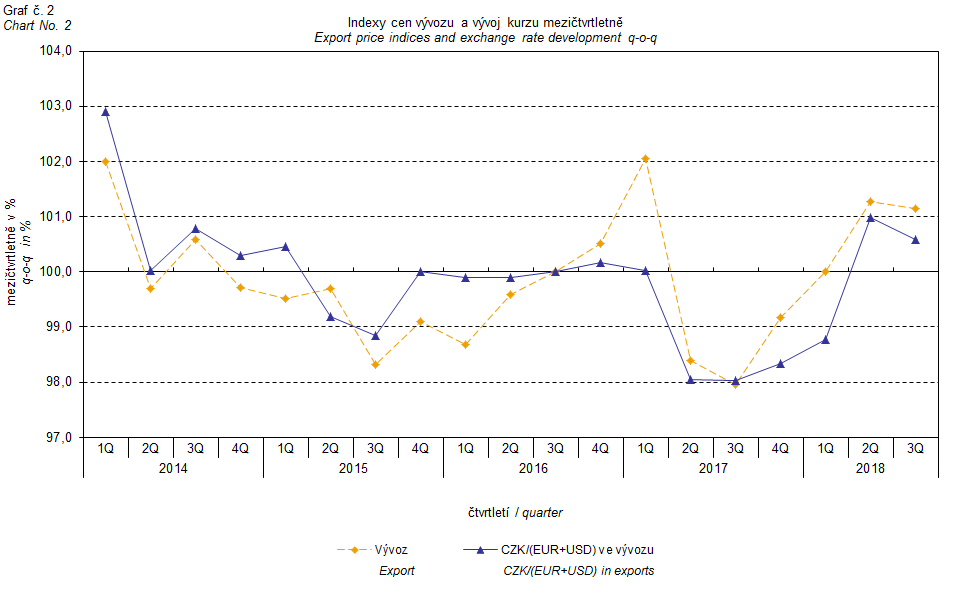 Graf č. 2
Chart No. 2
Indexy cen vývozu a vývoj kurzu mezičtvrtletně
Export price indices and exchange rate development q-o-q
mezičtvrtletně v %
q-o-q in %
104,0
103,0
102,0
101,0
100,0
99,0
98,0
97,0
1Q 2Q 3Q 4Q 1Q 2Q 3Q 4Q 1Q 2Q 3Q 4Q 1Q 2Q 3Q 4Q 1Q 2Q 3Q
2014 2015 2016 2017 2018
čtvrtletí / quarter
Vývoz CZK/(EUR+USD) ve vývozu
Export CZK/(EUR+USD) in exports